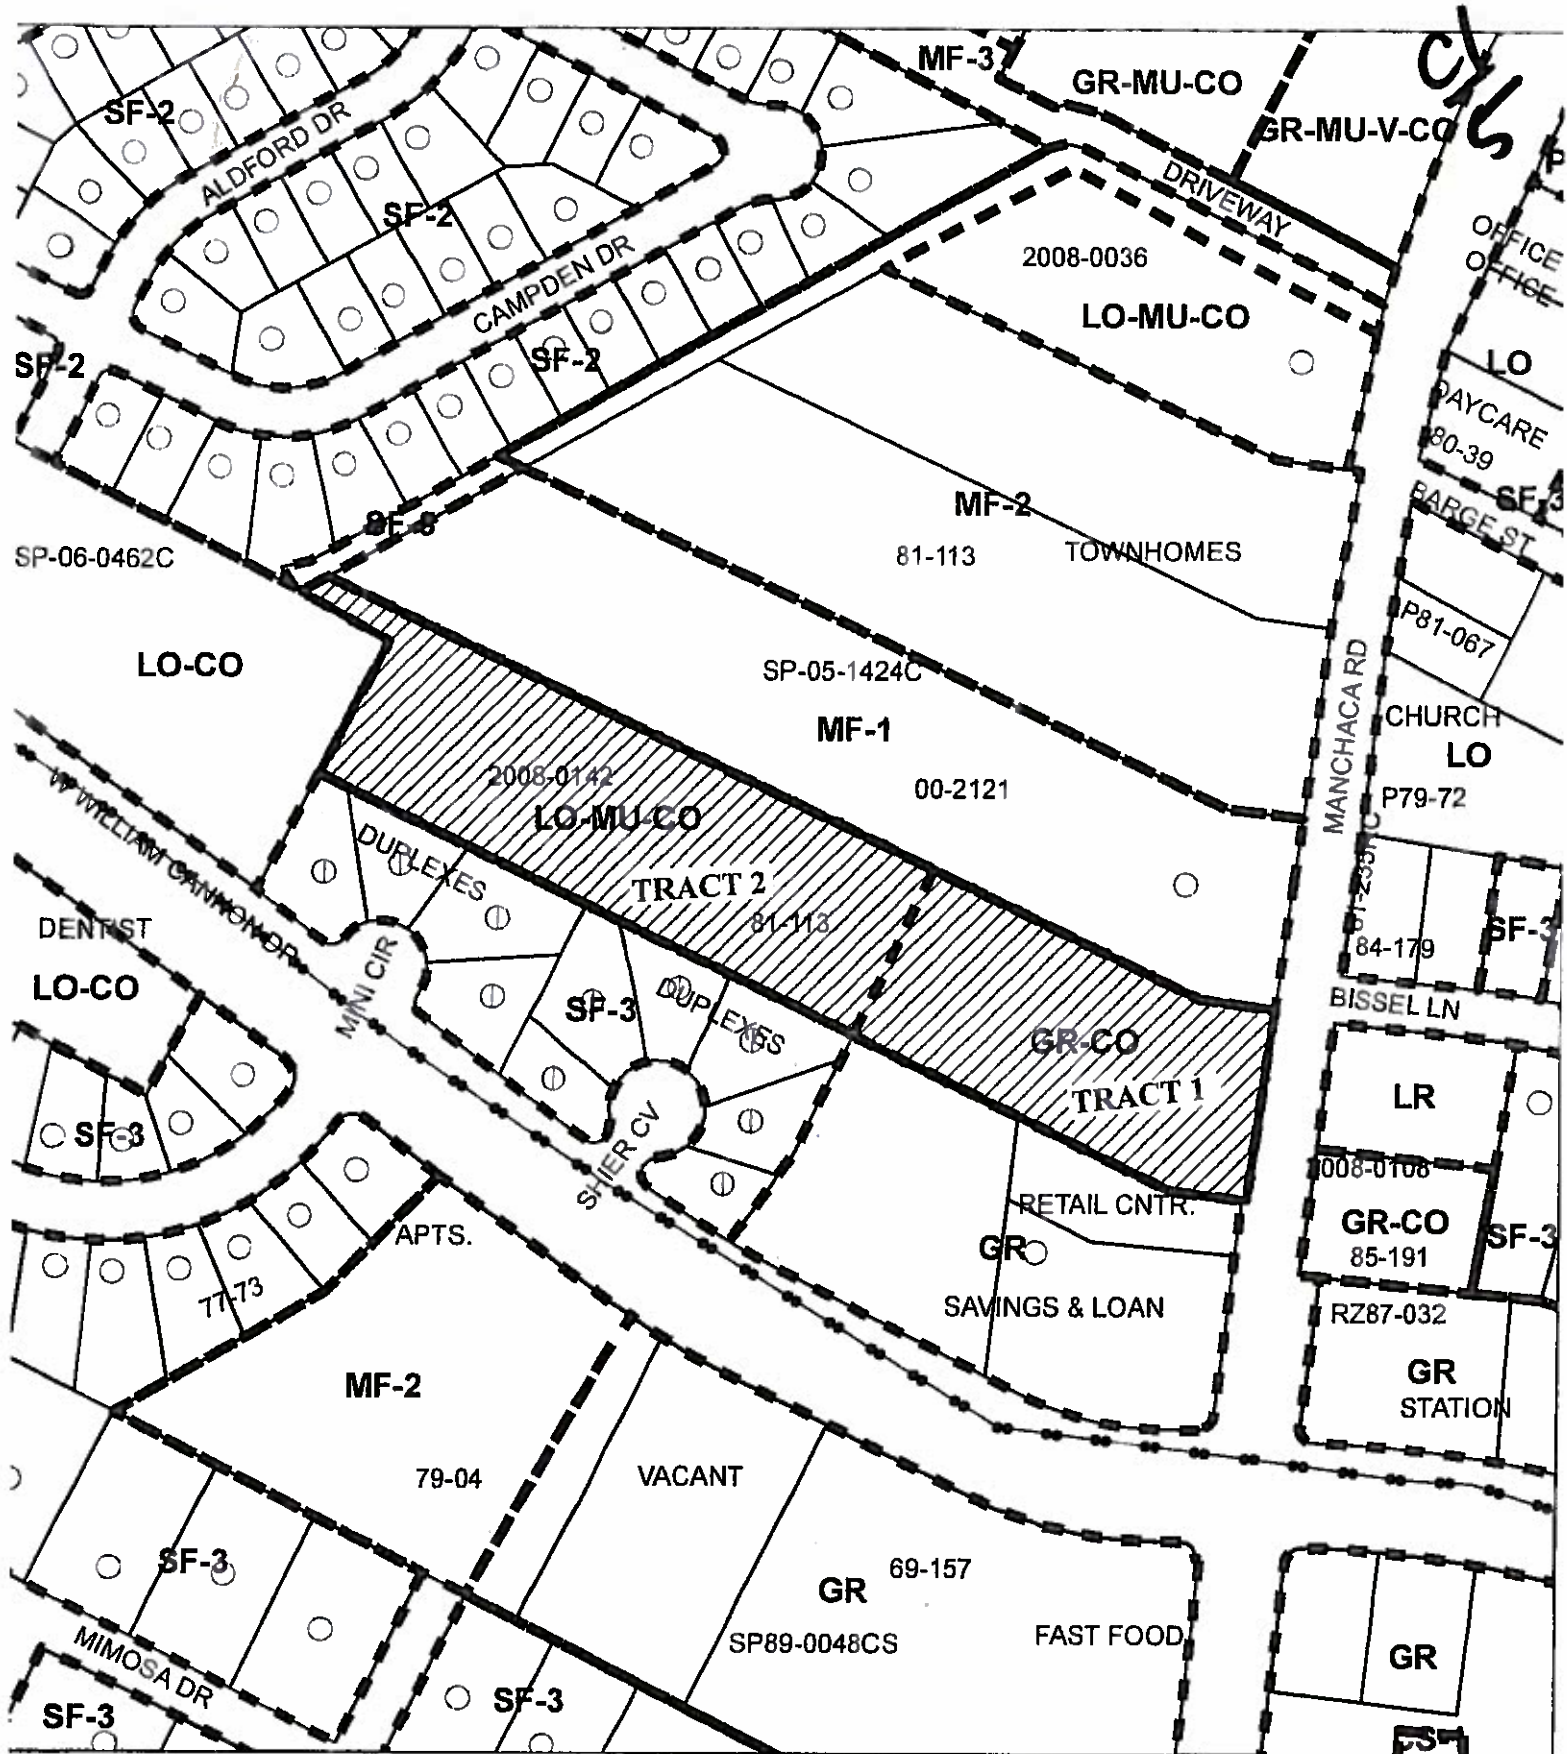 C15
MF-3
GR-MU-CO
GR-MU-V-CO
SF-2
ALDFORD DR
DRIVEWAY
SF-2
OFFICE
OFFICE
CAMPDEN DR
2008-0036
LO-MU-CO
SF-2
SF-2
LO
DAYCARE
80-39
MF-2
SF-3
BARGE ST
SP-06-0462C
81-113
TOWNHOMES
P81-067
LO-CO
SP-05-1424C
MANCHACA RD
CHURCH
MF-1
LO
2008-0142
00-2121
P79-72
LO-MU-CO
W WILLIAM CANNON DR
DUPLEXES
TRACT 2
81-113
DENTIST
SF-3
84-179
LO-CO
MINI CIR
SF-3
DUPLEXES
BISSEL LN
GR-CO
TRACT 1
LR
SF-3
SHIER CV
008-0108
RETAIL CNTR.
APTS.
GR
GR-CO
SF-3
85-191
77-73
SAVINGS & LOAN
RZ87-032
MF-2
GR
STATION
79-04
VACANT
SF-3
GR
69-157
SP89-0048CS
FAST FOOD
MIMOSA DR
GR
SF-3
SF-3
CS